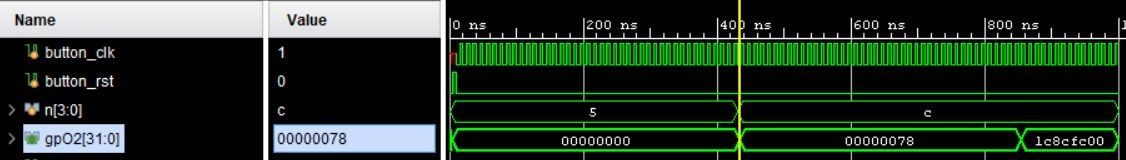 Name Value 0 ns 200 ns 400 ns 600 ns 800 ns 1
button_clk 1
button_rst 0
n[3:0] c 5 c
gpO2[31:0] 00000078 00000000 00000078 1c8cfc00